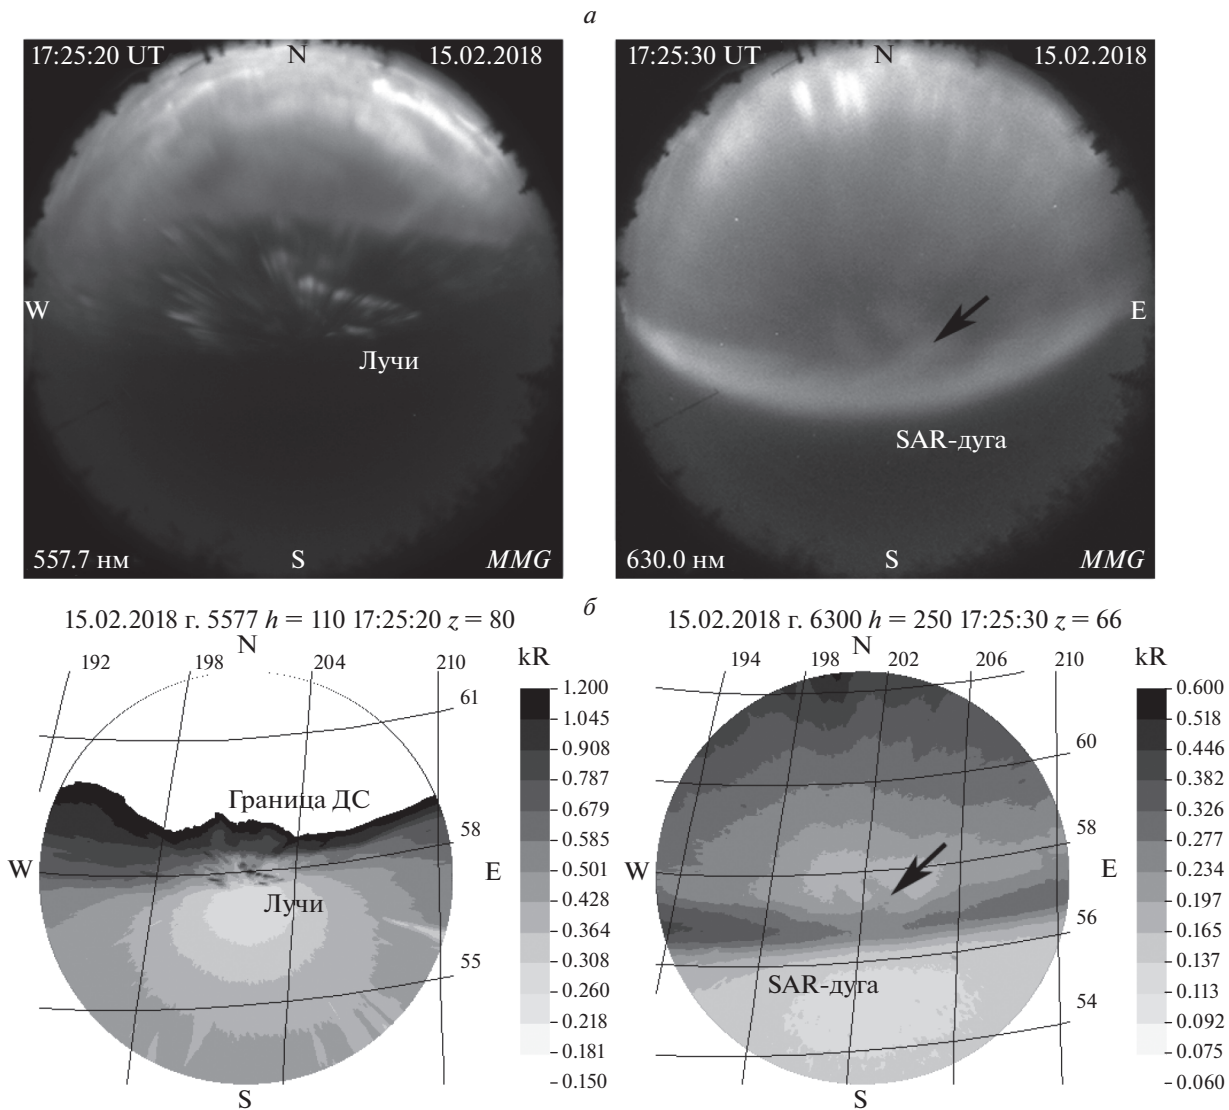 а
17:25:20 UT N 15.02.2018
17:25:30 UT N 15.02.2018
W
Лучи
E
SAR-дуга
557.7 нм S MMG
630.0 нм S MMG
б
15.02.2018 г. 5577 h = 110 17:25:20 z = 80
N
192 198 204 210
kR
61
58
55
Граница ДС
W
E
Лучи
S
1.200
1.045
0.908
0.787
0.679
0.585
0.501
0.428
0.364
0.308
0.260
0.218
0.181
0.150
15.02.2018 г. 6300 h = 250 17:25:30 z = 66
N
194 198 202 206 210
kR
60
58
56
54
W
E
SAR-дуга
S
0.600
0.518
0.446
0.382
0.326
0.277
0.234
0.197
0.165
0.137
0.113
0.092
0.075
0.060